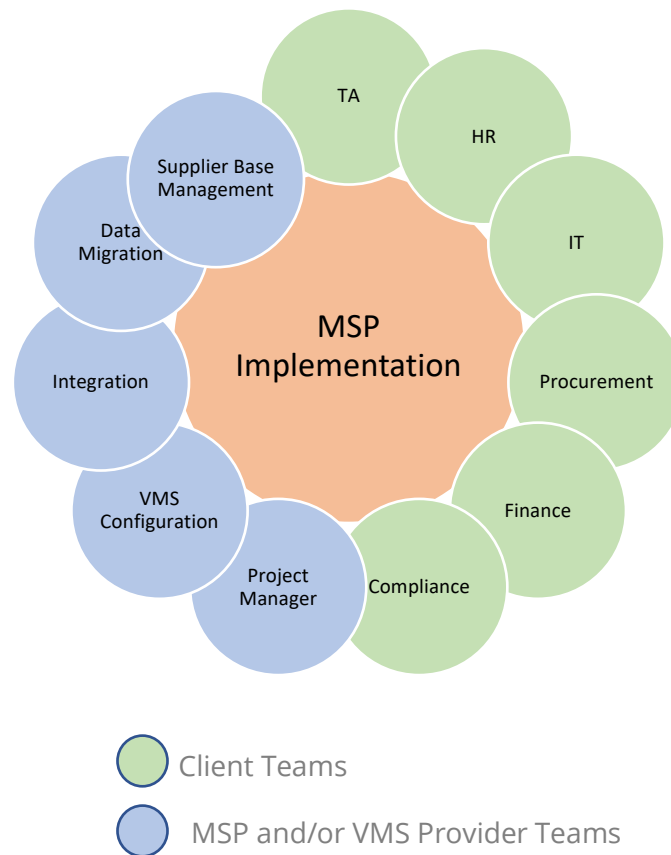 TA
HR
IT
Procurement
Finance
Compliance
Project
Manager
VMS
Configuration
Integration
Data
Migration
Supplier Base
Management
MSP
Implementation
Client Teams
MSP and/or VMS Provider Teams